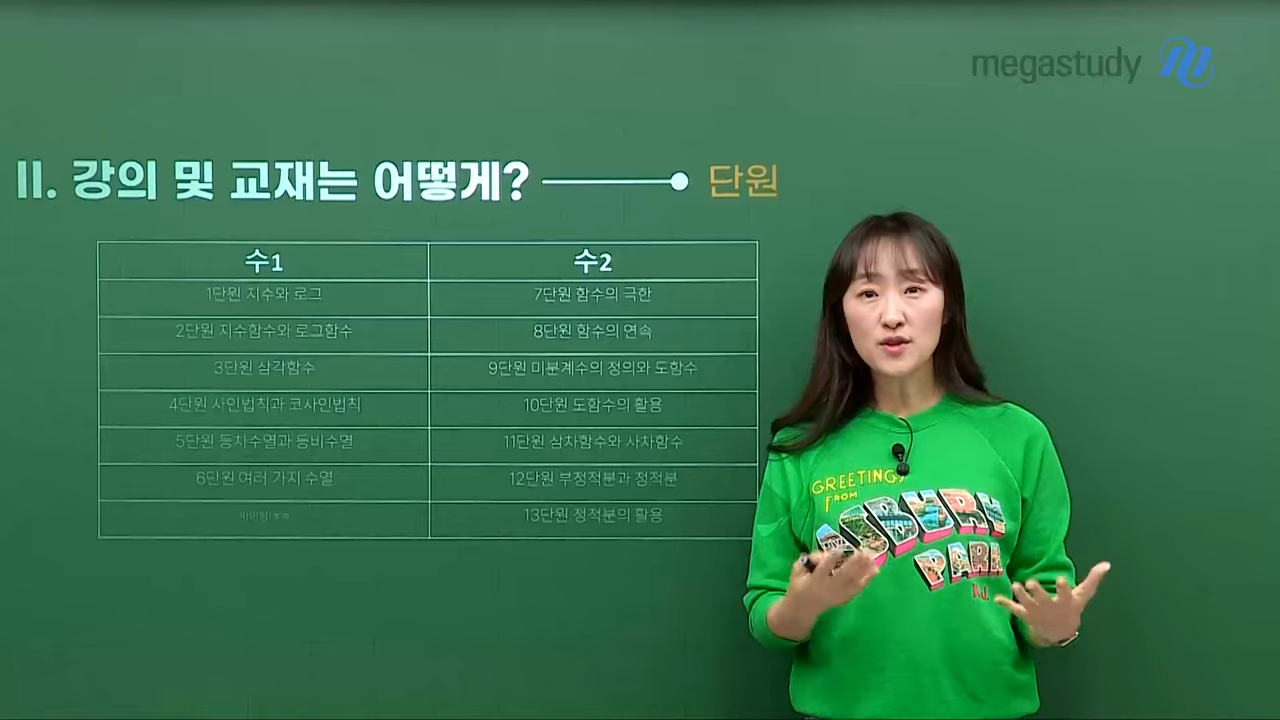 megastudy
II. 강의 및 교재는 어떻게? 단원
수1 수2
1단원 지수와 로그 7단원 함수의 극한
2단원 지수함수와 로그함수 8단원 함수의 연속
3단원 삼각함수 9단원 미분계수의 정의와 도함수
4단원 사인법칙과 코사인법칙 10단원 도함수의 활용
5단원 등차수열과 등비수열 11단원 삼차함수와 사차함수
6단원 여러 가지 수열 12단원 부정적분과 정적분
13단원 정적분의 활용
GREETINGS
FROM
ASBURY
PARK
N.J.